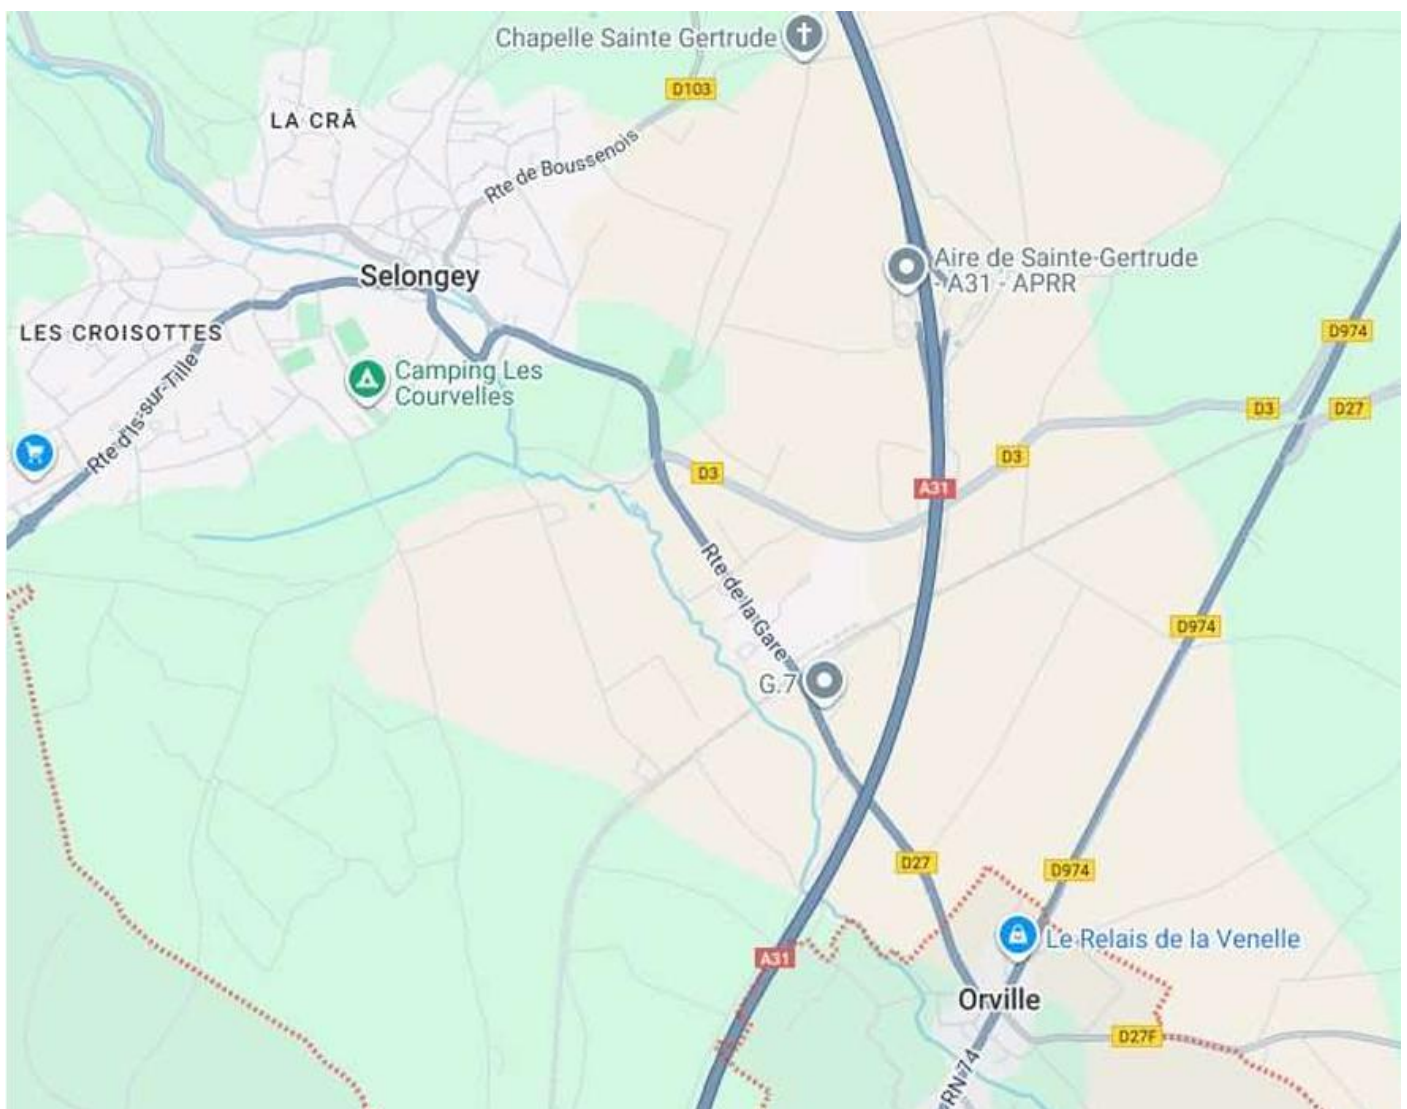 Chapelle Sainte Gertrude
D103
LA CRÂ
Rte de Boussenois
Aire de Sainte-Gertrude
- A31 - APRR
Selongey
LES CROISOTTES
D974
Camping Les
Courvelles
Rte d'Is-sur-Tille
D3
D27
D3
D3
A31
Rte de la Gare
D974
G.7
D27
D974
Le Relais de la Venelle
A31
Orville
D27F
RN 74